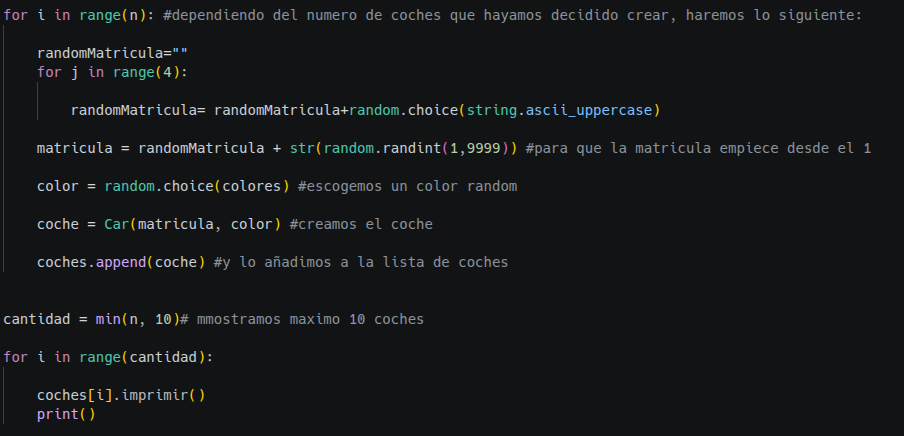 for i in range(n): #dependiendo del numero de coches que hayamos decidido crear, haremos lo siguiente:
randomMatricula=""
for j in range(4):
randomMatricula= randomMatricula+random.choice(string.ascii_uppercase)
matricula = randomMatricula + str(random.randint(1,9999)) #para que la matricula empiece desde el 1
color = random.choice(colores) #escogemos un color random
coche = Car(matricula, color) #creamos el coche
coches.append(coche) #y lo añadimos a la lista de coches
cantidad = min(n, 10)# mmostramos maximo 10 coches
for i in range(cantidad):
coches[i].imprimir()
print()